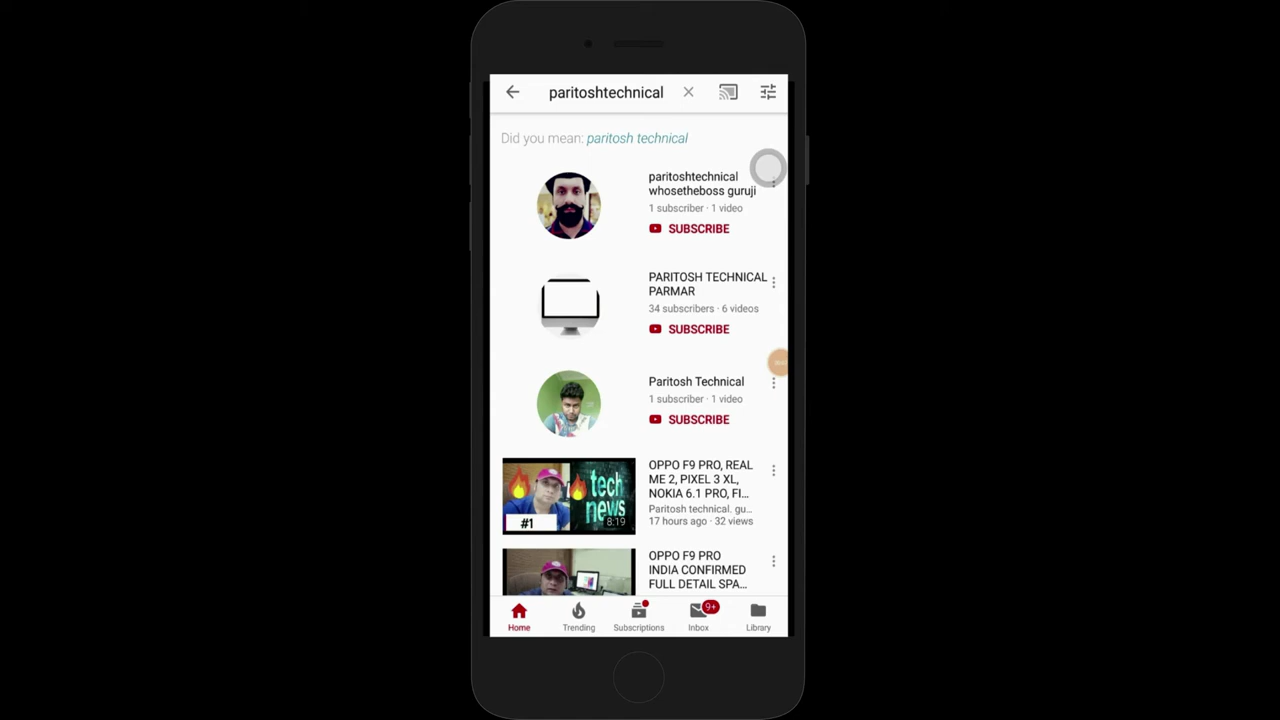 paritoshtechnical
Did you mean: paritosh technical
paritoshtechnical
whosetheboss guruji
1 subscriber · 1 video
SUBSCRIBE
PARITOSH TECHNICAL
PARMAR
34 subscribers · 6 videos
SUBSCRIBE
Paritosh Technical
1 subscriber · 1 video
SUBSCRIBE
tech
news
#1
8:19
OPPO F9 PRO, REAL
ME 2, PIXEL 3 XL,
NOKIA 6.1 PRO, FI...
Paritosh technical. gu...
17 hours ago · 32 views
OPPO F9 PRO
INDIA CONFIRMED
FULL DETAIL SPA...
9+
Home
Trending
Subscriptions
Inbox
Library